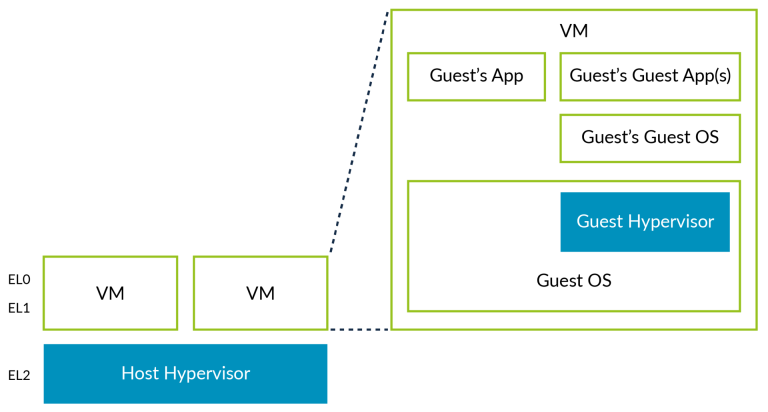 VM
Guest’s App
Guest’s Guest App(s)
Guest’s Guest OS
Guest Hypervisor
Guest OS
EL0
EL1
VM
VM
EL2
Host Hypervisor